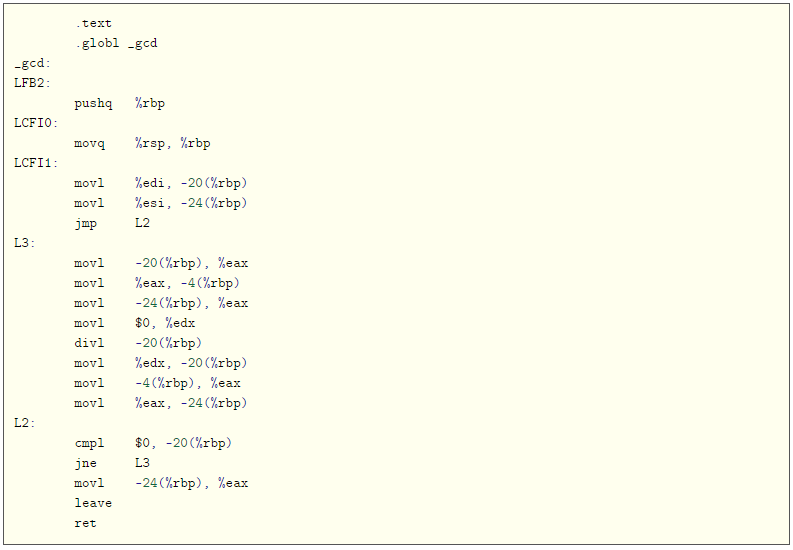 .text
.globl _gcd
_gcd:
LFB2:
pushq %rbp
LCFI0:
movq %rsp, %rbp
LCFI1:
movl %edi, -20(%rbp)
movl %esi, -24(%rbp)
jmp L2
L3:
movl -20(%rbp), %eax
movl %eax, -4(%rbp)
movl -24(%rbp), %eax
movl $0, %edx
divl -20(%rbp)
movl %edx, -20(%rbp)
movl -4(%rbp), %eax
movl %eax, -24(%rbp)
L2:
cmpl $0, -20(%rbp)
jne L3
movl -24(%rbp), %eax
leave
ret